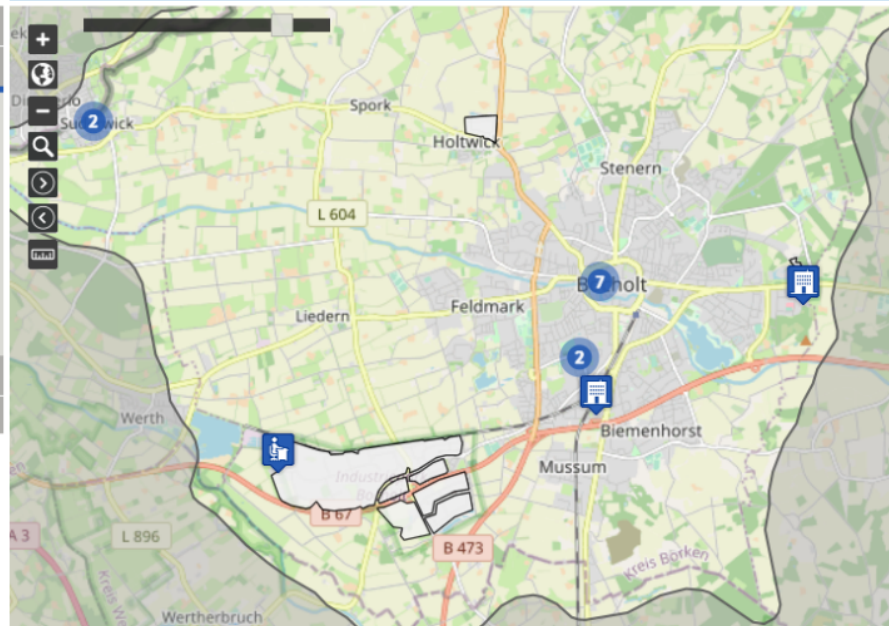 Spork
2
Holtwick
Stenern
L 604
7
Feldmark
Liedern
2
Werth
Biemenhorst
Mussum
B 67
B 473
A 3
L 896
Kreis Borken
Wertherbruch